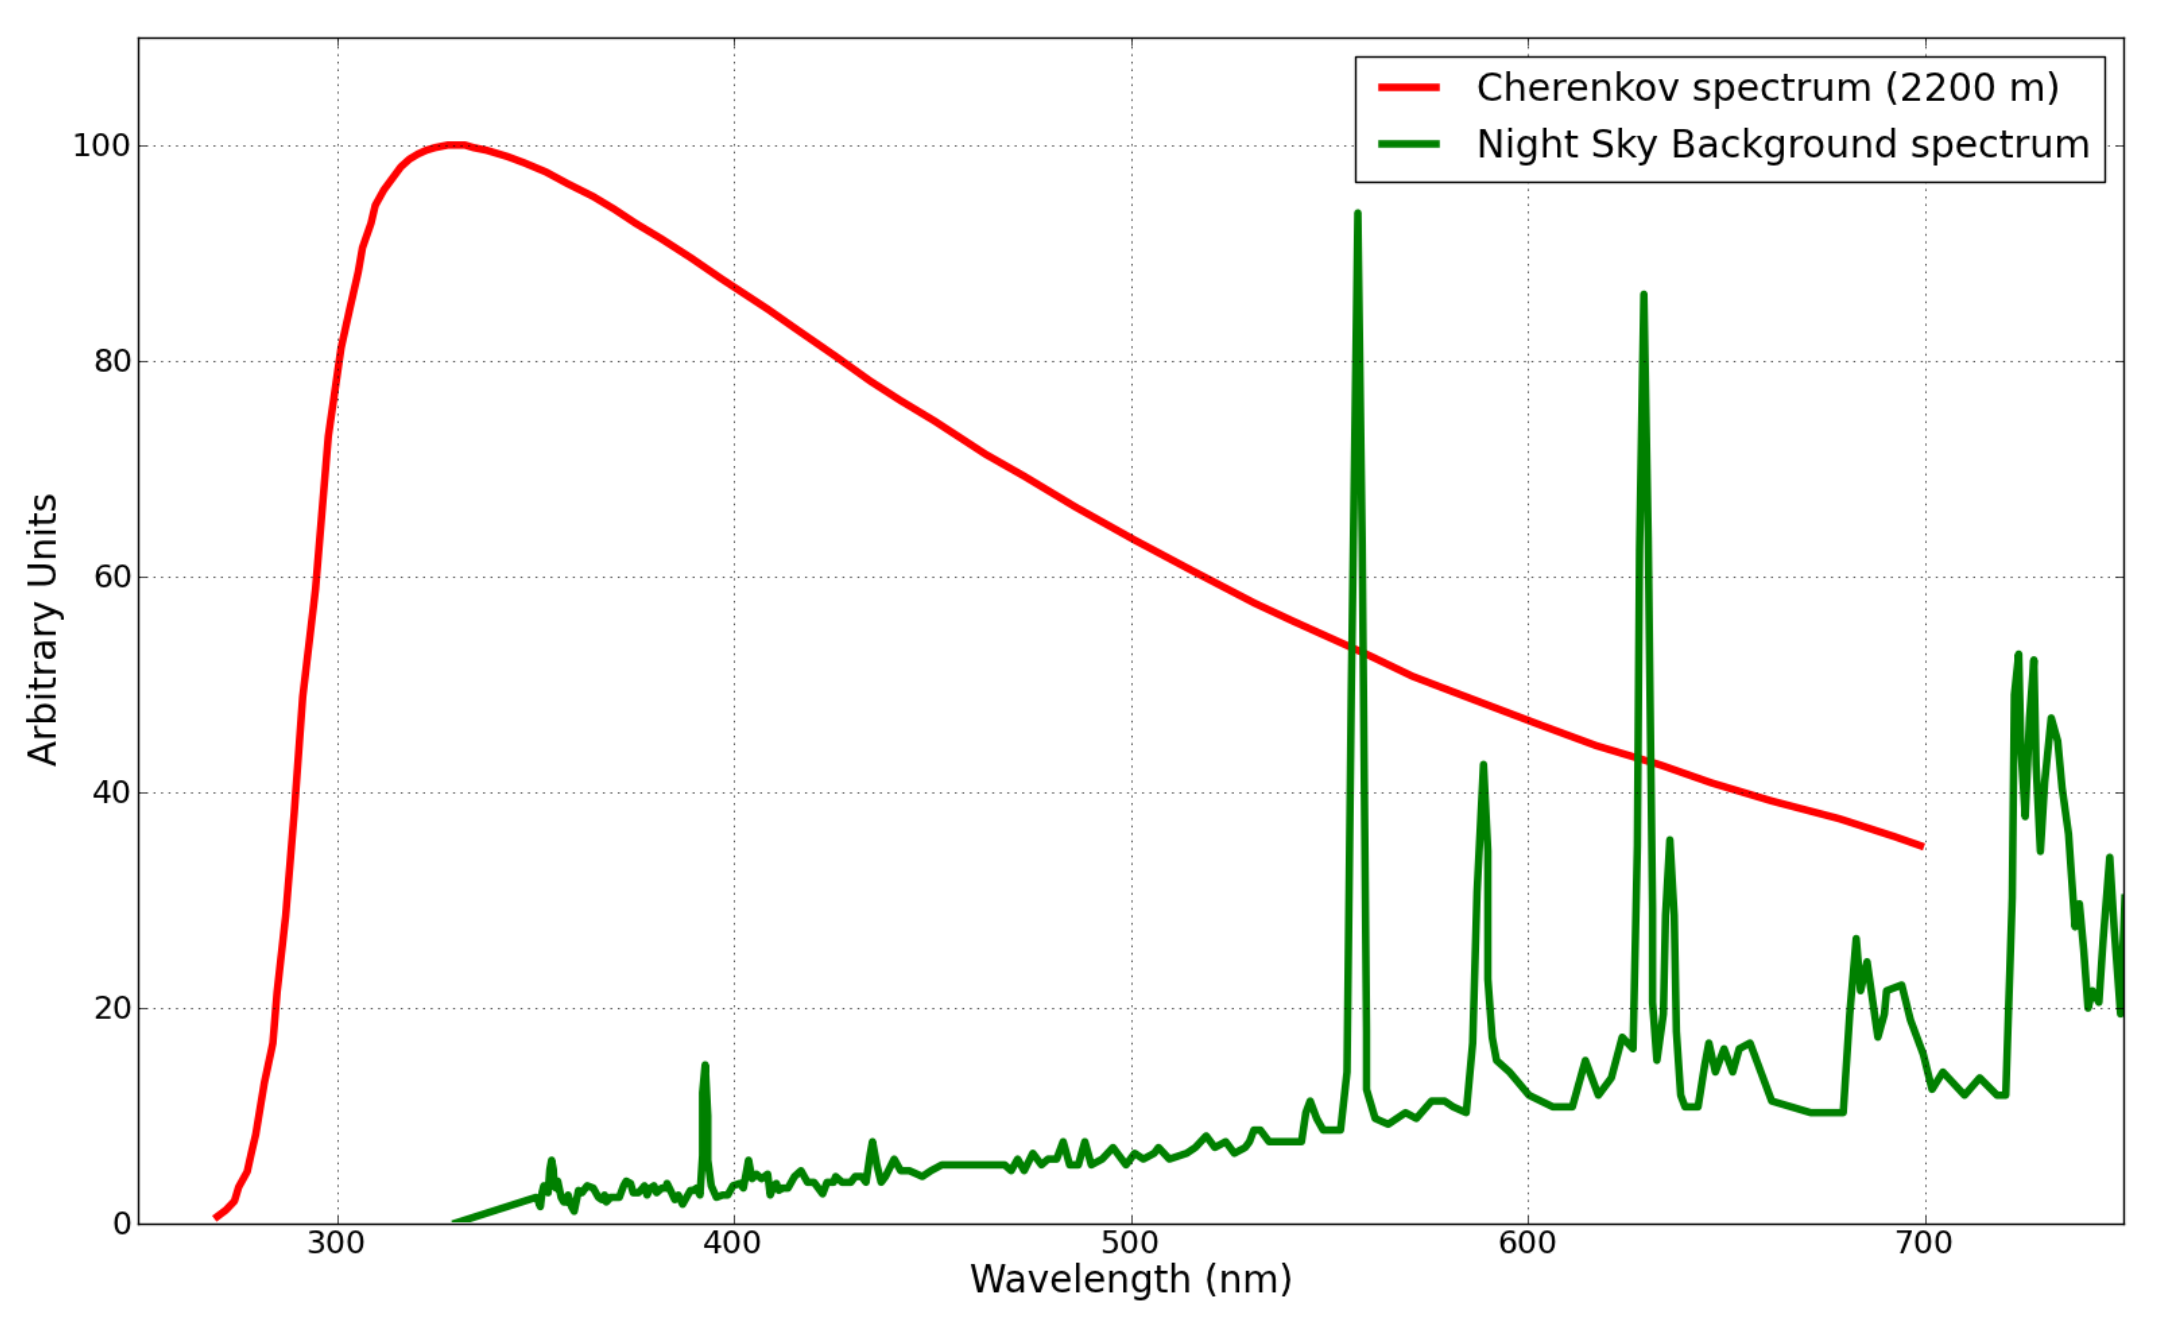 Cherenkov spectrum (2200 m)
Night Sky Background spectrum
100
80
60
40
20
0
Arbitrary Units
300 400 500 600 700
Wavelength (nm)